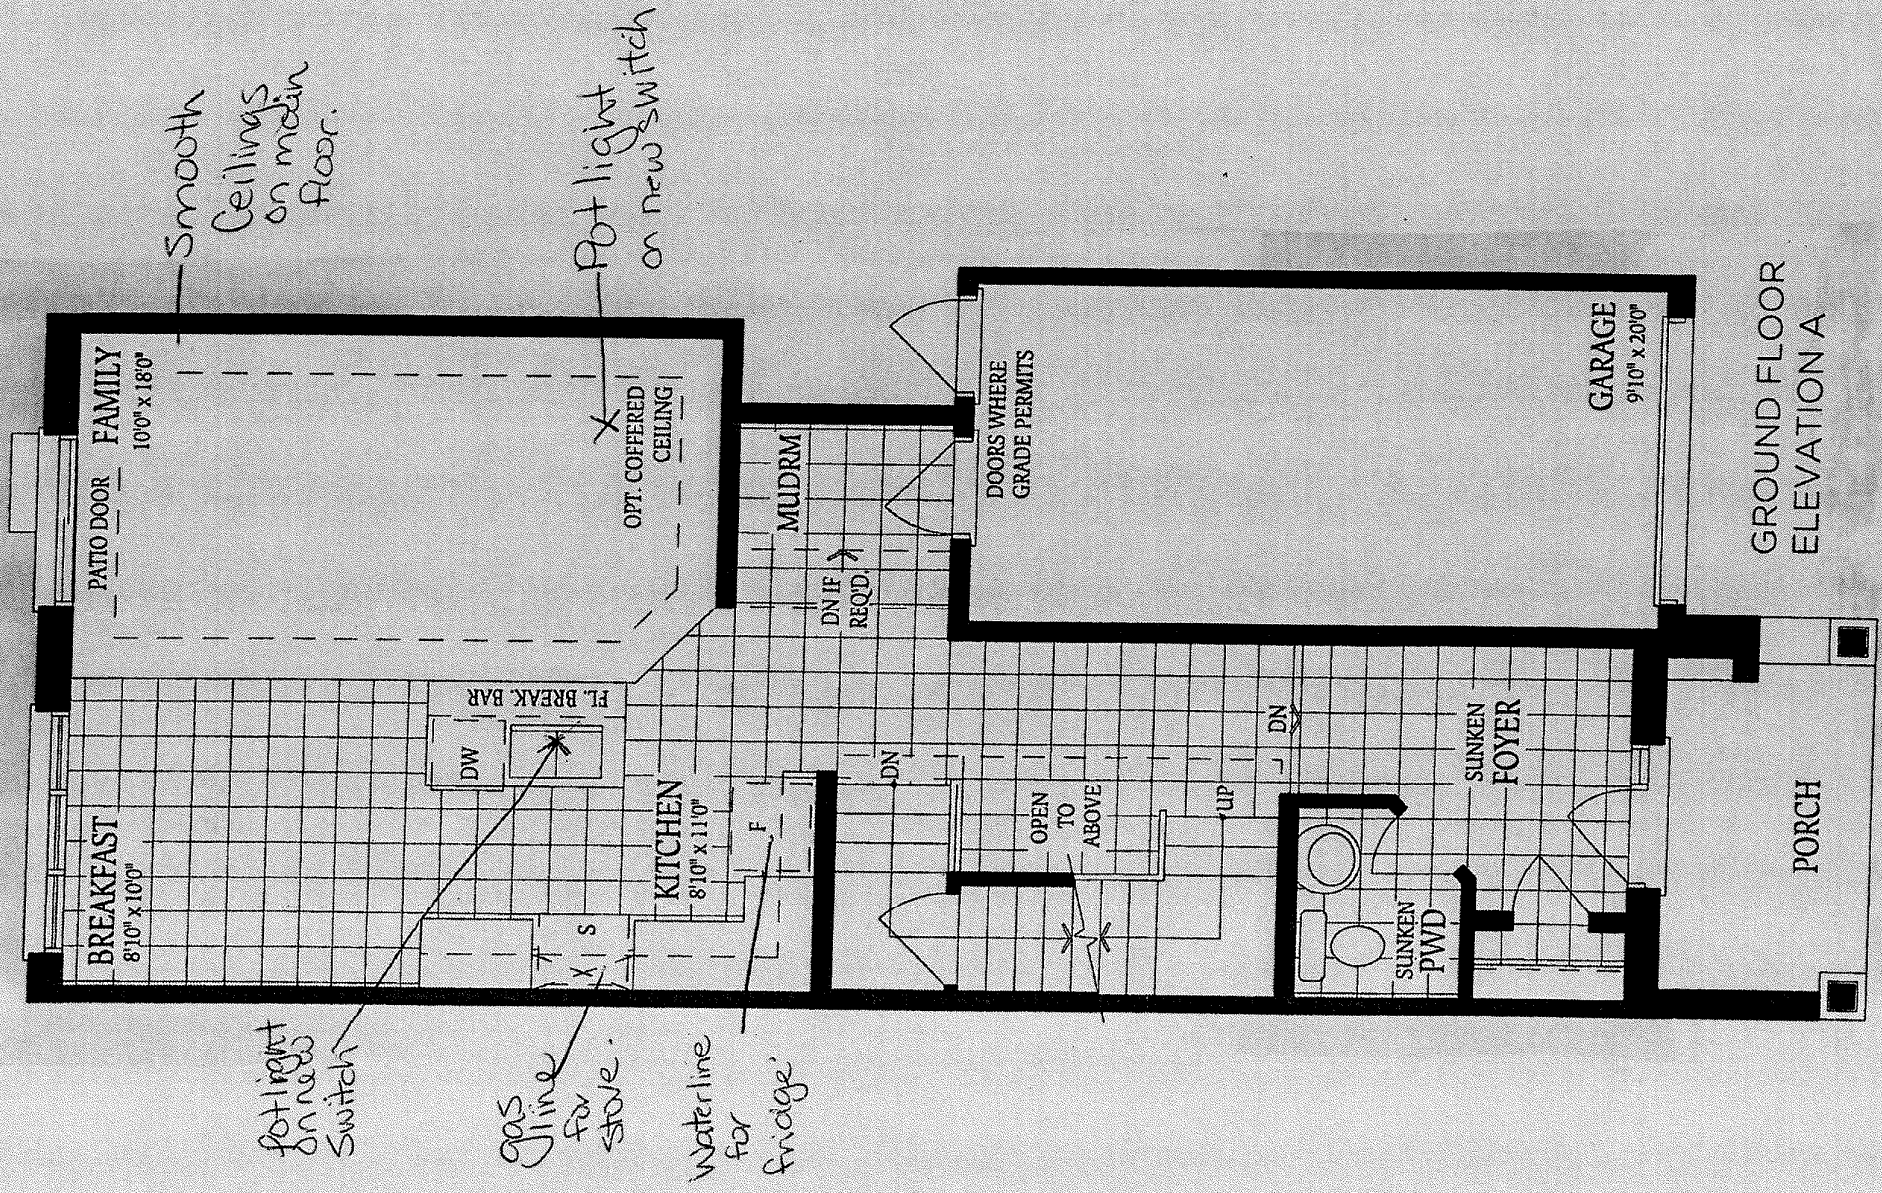 Smooth
Ceilings
on main
floor.
Pot light
on new switch
PATIO DOOR
FAMILY
10'0" x 18'0"
OPT. COFFERED
CEILING
BREAKFAST
8'10" x 10'0"
FL. BREAK. BAR
DW
KITCHEN
8'10" x 11'0"
S
F
potlight
on new
switch
gas
line
for
stove.
waterline
for
fridge.
MUDRM
DN IF
REQ'D.
DOORS WHERE
GRADE PERMITS
GARAGE
9'10" x 20'0"
DN
OPEN
TO
ABOVE
UP
DN
SUNKEN
FOYER
SUNKEN
PWD
PORCH
GROUND FLOOR
ELEVATION A